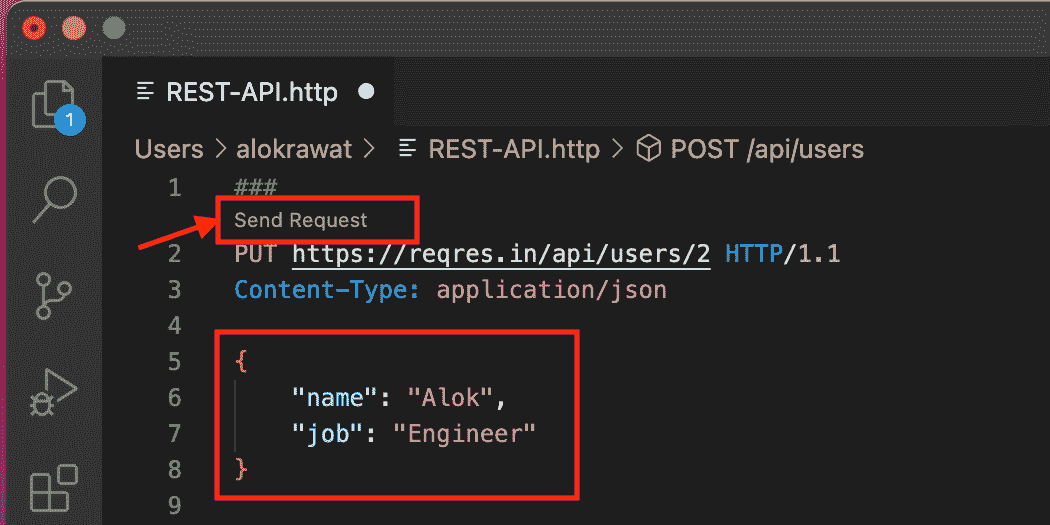 REST-API.http
1
Users > alokrawat > REST-API.http > POST /api/users
1 ###
Send Request
2 PUT https://reqres.in/api/users/2 HTTP/1.1
3 Content-Type: application/json
4
5 {
6 "name": "Alok",
7 "job": "Engineer"
8 }
9